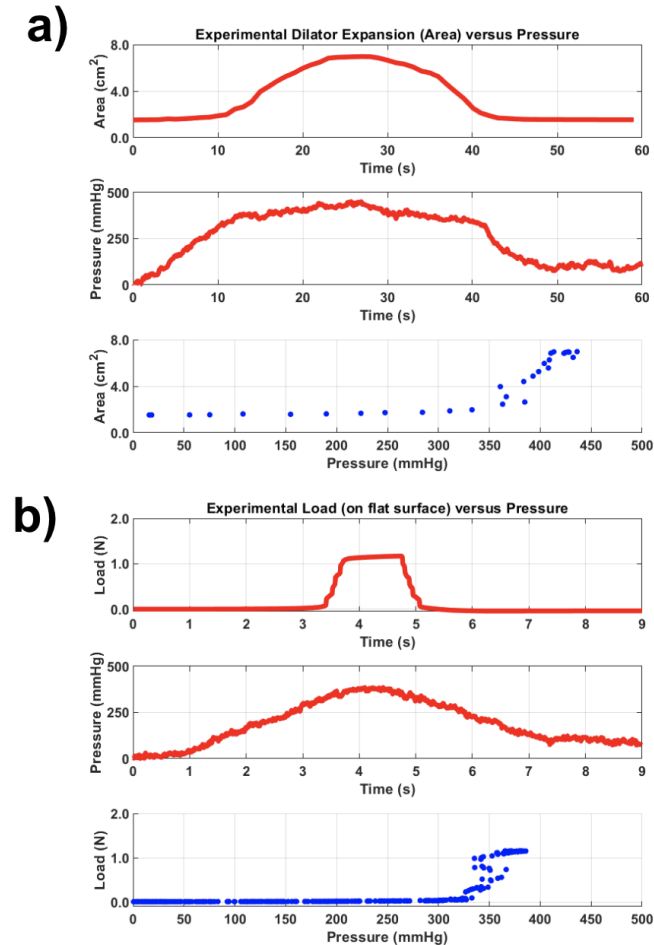 a)
Experimental Dilator Expansion (Area) versus Pressure
Area (cm2)
8.0
4.0
0.0
0 10 20 30 40 50 60
Time (s)
Pressure (mmHg)
500
250
0
0 10 20 30 40 50 60
Time (s)
Area (cm2)
8.0
4.0
0.0
0 50 100 150 200 250 300 350 400 450 500
Pressure (mmHg)
b)
Experimental Load (on flat surface) versus Pressure
Load (N)
2.0
1.0
0.0
0 1 2 3 4 5 6 7 8 9
Time (s)
Pressure (mmHg)
500
250
0
0 1 2 3 4 5 6 7 8 9
Time (s)
Load (N)
2.0
1.0
0.0
0 50 100 150 200 250 300 350 400 450 500
Pressure (mmHg)